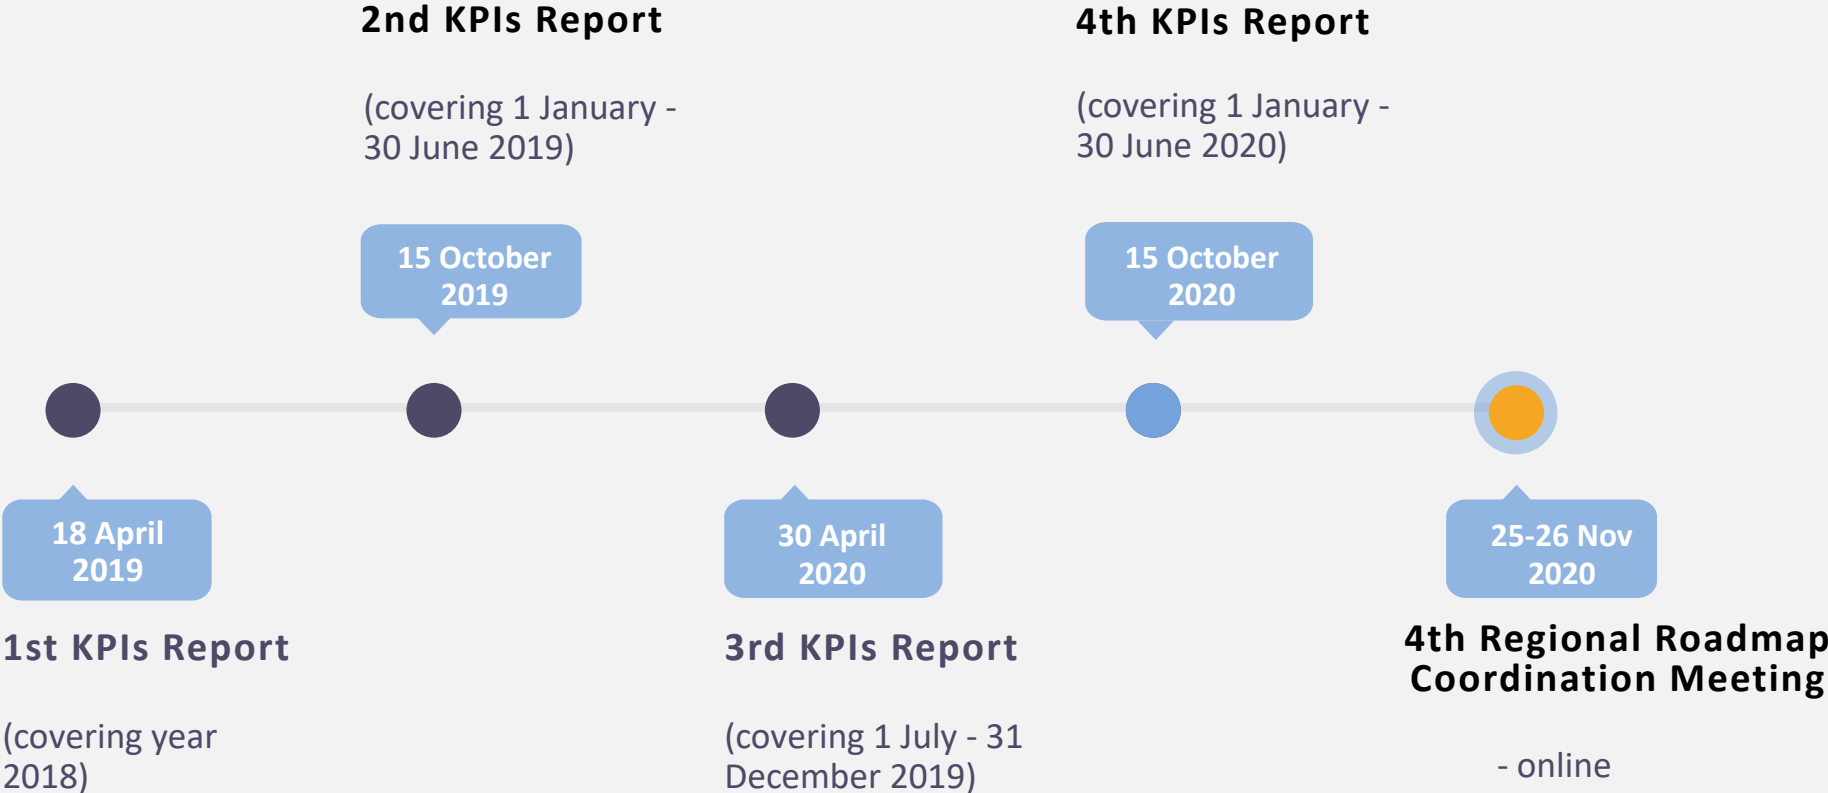 2nd KPIs Report
(covering 1 January -
30 June 2019)
15 October
2019
4th KPIs Report
(covering 1 January -
30 June 2020)
15 October
2020
18 April
2019
1st KPIs Report
(covering year
2018)
30 April
2020
3rd KPIs Report
(covering 1 July - 31
December 2019)
25-26 Nov
2020
4th Regional Roadmap
Coordination Meeting
- online